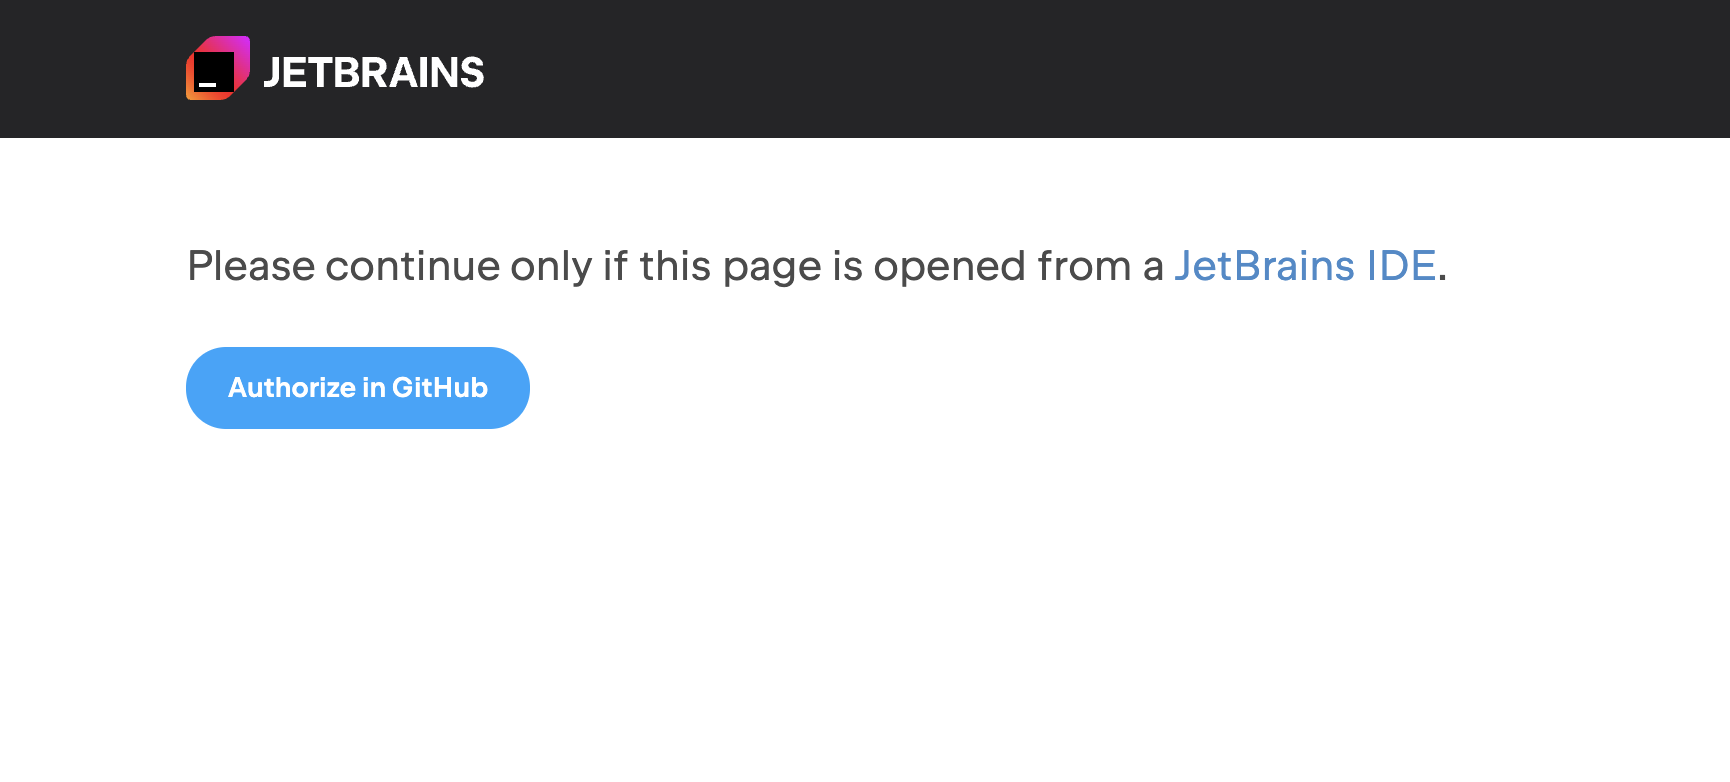 JETBRAINS
Please continue only if this page is opened from a JetBrains IDE.
Authorize in GitHub